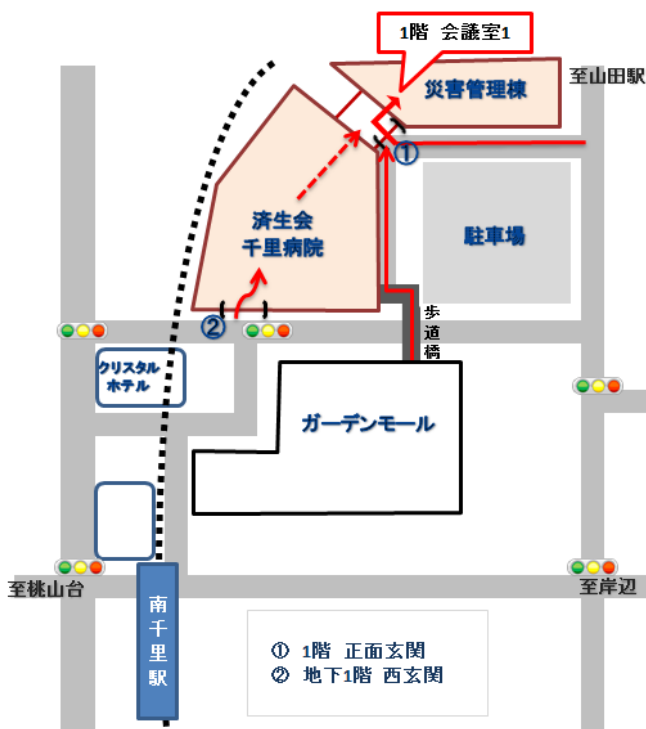 1階 会議室1
至山田駅
災害管理棟
①
済生会
千里病院
駐車場
②
歩道橋
クリスタル
ホテル
ガーデンモール
至桃山台
至岸辺
南千里駅
① 1階 正面玄関
② 地下1階 西玄関